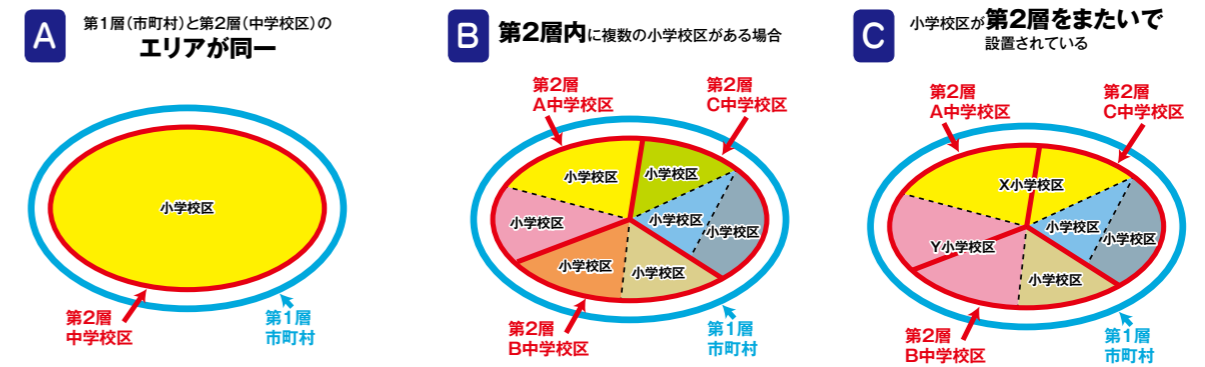 A
第1層(市町村)と第2層(中学校区)の
エリアが同一
小学校区
第2層
中学校区
第1層
市町村
B
第2層内に複数の小学校区がある場合
第2層
A中学校区
第2層
C中学校区
小学校区
小学校区
小学校区
小学校区
小学校区
小学校区
小学校区
第2層
B中学校区
第1層
市町村
C
小学校区が第2層をまたいで
設置されている
第2層
A中学校区
第2層
C中学校区
X小学校区
小学校区
小学校区
Y小学校区
小学校区
第2層
B中学校区
第1層
市町村